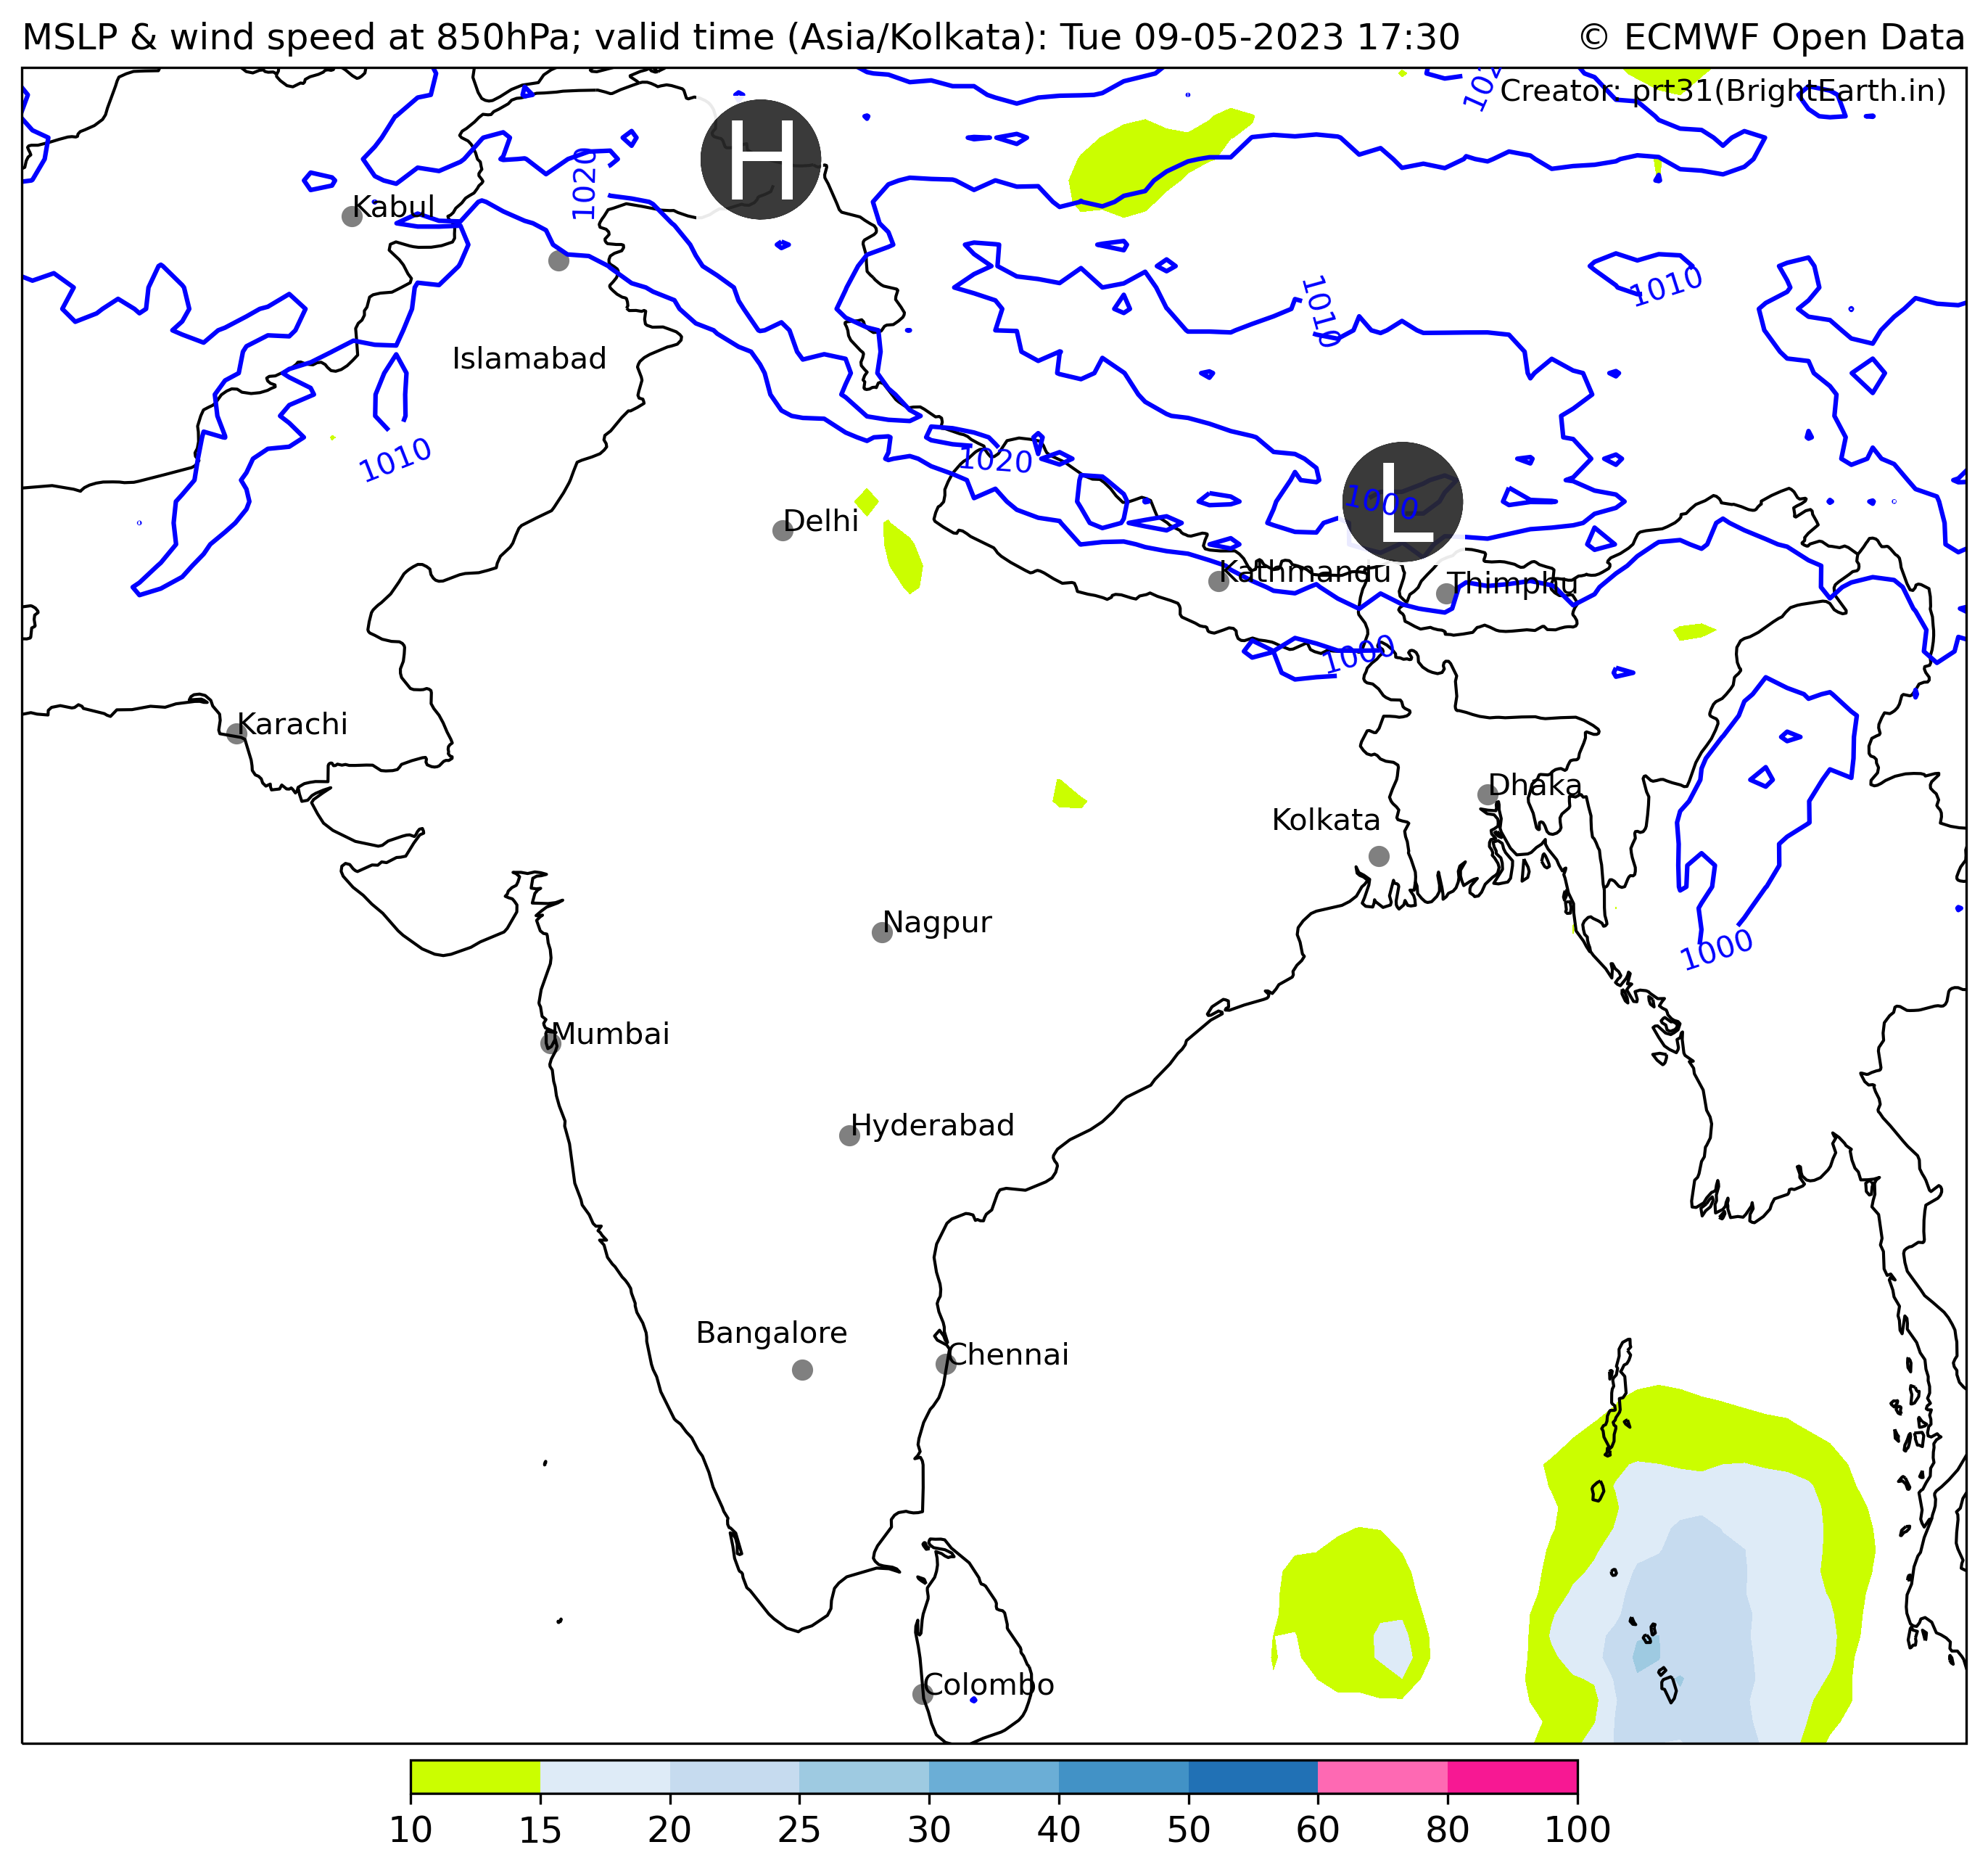 MSLP & wind speed at 850hPa; valid time (Asia/Kolkata): Tue 09-05-2023 17:30
© ECMWF Open Data
Creator: prt31(BrightEarth.in)
H
1020
Kabul
1010
1010
Islamabad
1010
1020
L
1000
Delhi
Kathmandu
Thimphu
1000
Karachi
Dhaka
Kolkata
Nagpur
1000
Mumbai
Hyderabad
Bangalore
Chennai
Colombo
10 15 20 25 30 40 50 60 80 100